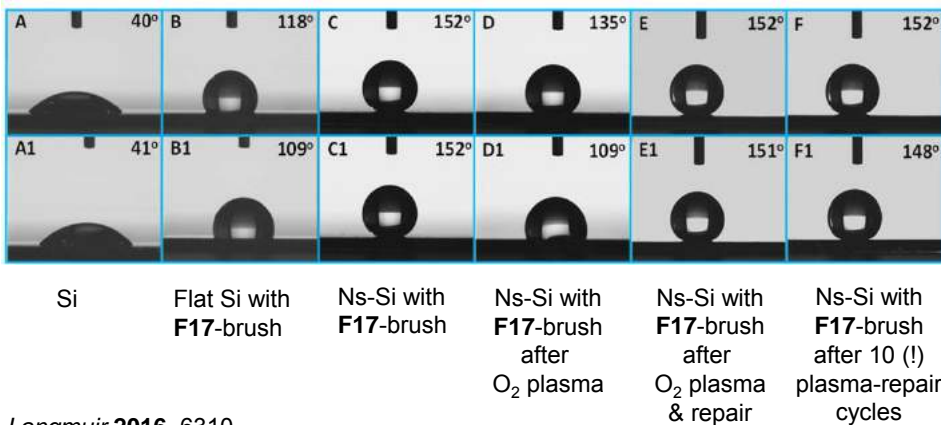 A 40° B 118° C 152° D 135° E 152° F 152°
A1 41° B1 109° C1 152° D1 109° E1 151° F1 148°
Si
Flat Si with
F17-brush
Ns-Si with
F17-brush
Ns-Si with
F17-brush
after
O₂ plasma
Ns-Si with
F17-brush
after
O₂ plasma
& repair
Ns-Si with
F17-brush
after 10 (!)
plasma-repair
cycles
Langmuir 2016, 6310